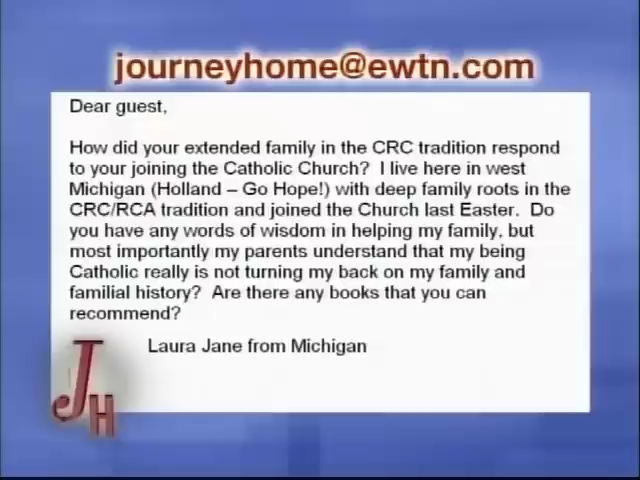 journeyhome@ewtn.com
Dear guest,
How did your extended family in the CRC tradition respond
to your joining the Catholic Church?  I live here in west
Michigan (Holland – Go Hope!) with deep family roots in the
CRC/RCA tradition and joined the Church last Easter.  Do
you have any words of wisdom in helping my family, but
most importantly my parents understand that my being
Catholic really is not turning my back on my family and
familial history?  Are there any books that you can
recommend?
Laura Jane from Michigan
JH